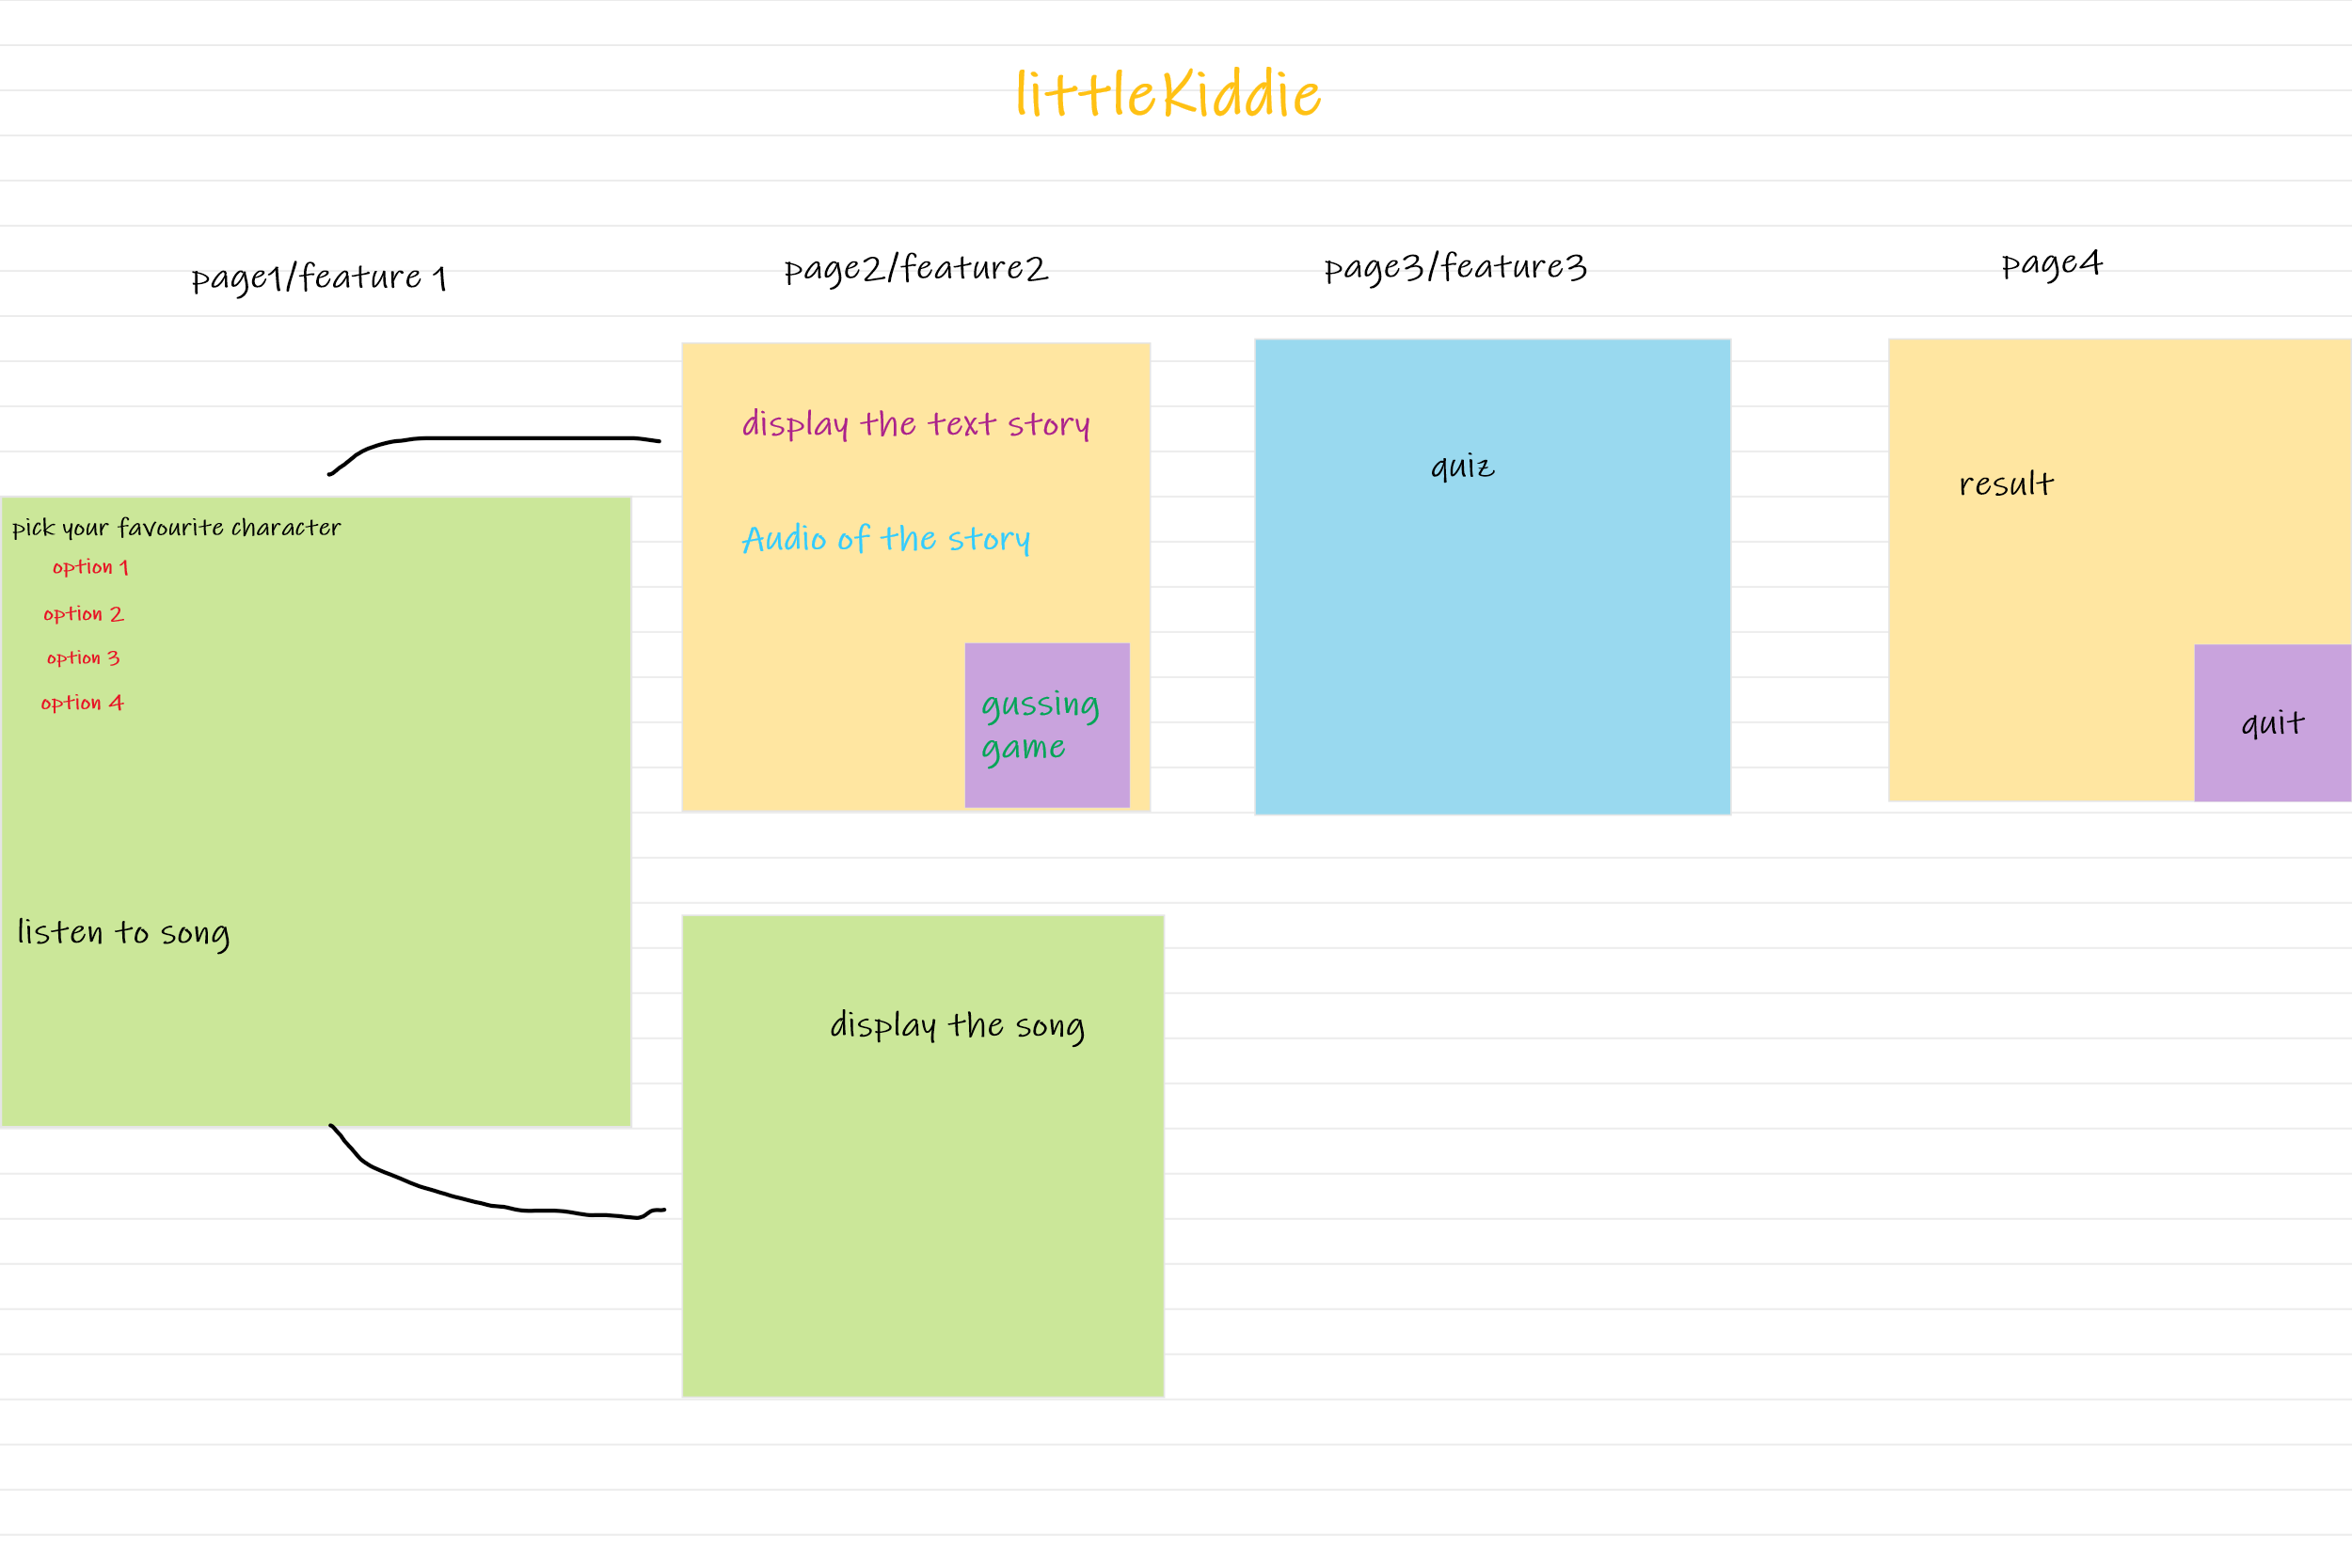 littleKiddie
page1/feature 1
page2/feature2
page3/feature3
page4
pick your favourite character
option 1
option 2
option 3
option 4
listen to song
display the text story
Audio of the story
gussing
game
quiz
result
quit
display the song